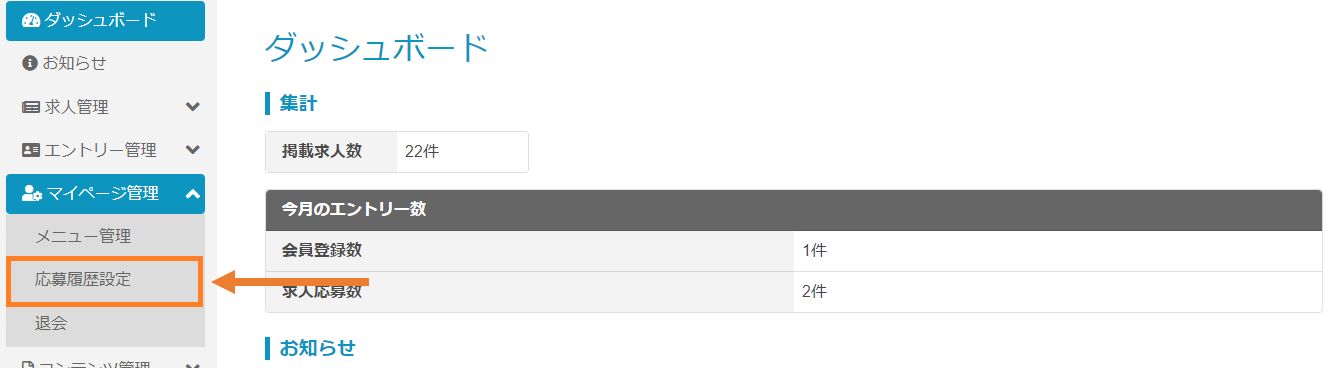 ダッシュボード
お知らせ
求人管理
エントリー管理
マイページ管理
メニュー管理
応募履歴設定
退会
コンテンツ管理
ダッシュボード
集計
掲載求人数 22件
今月のエントリー数
会員登録数 1件
求人応募数 2件
お知らせ